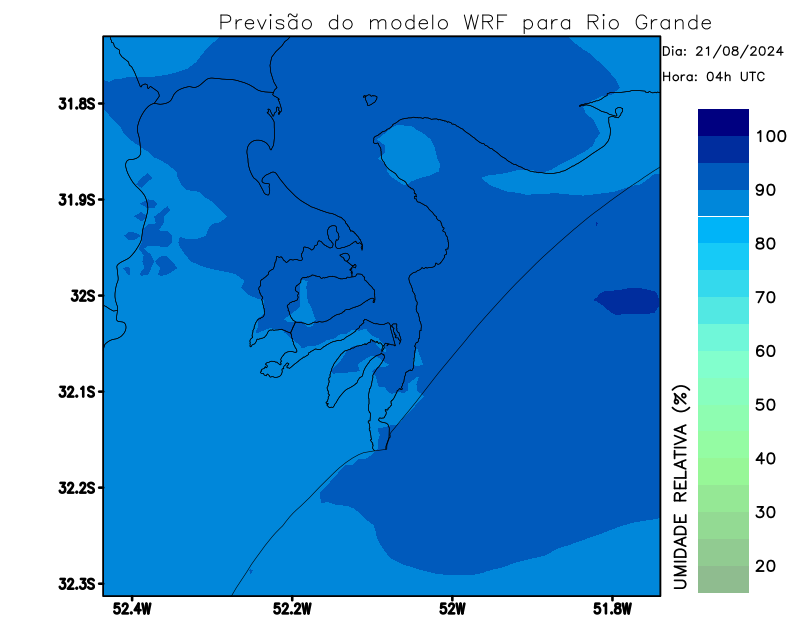 Previsão do modelo WRF para Rio Grande
Dia: 21/08/2024
Hora: 04h UTC
31.8S
31.9S
32S
32.1S
32.2S
32.3S
52.4W
52.2W
52W
51.8W
100
90
80
70
60
50
40
30
20
UMIDADE RELATIVA (%)